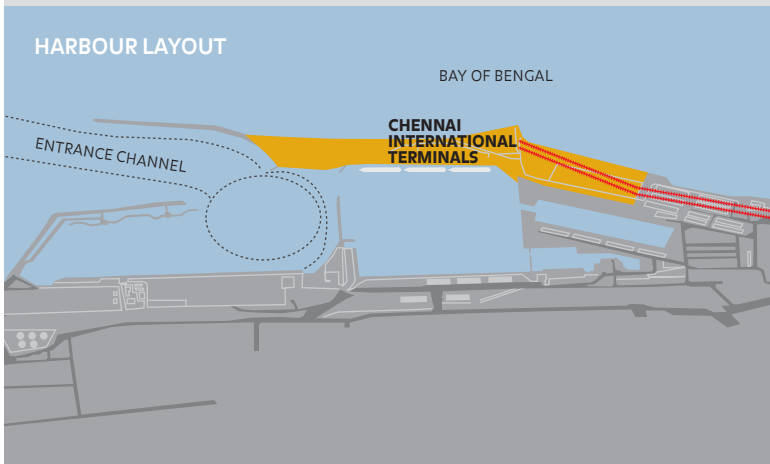 HARBOUR LAYOUT
BAY OF BENGAL
CHENNAI
INTERNATIONAL
TERMINALS
ENTRANCE CHANNEL